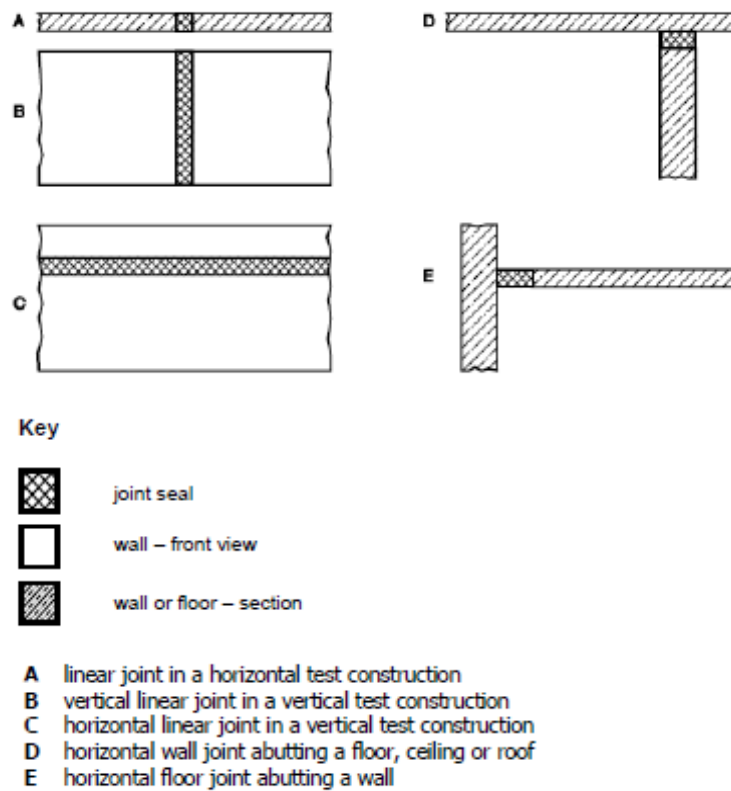 A
D
B
C
E
Key
joint seal
wall – front view
wall or floor – section
A linear joint in a horizontal test construction
B vertical linear joint in a vertical test construction
C horizontal linear joint in a vertical test construction
D horizontal wall joint abutting a floor, ceiling or roof
E horizontal floor joint abutting a wall